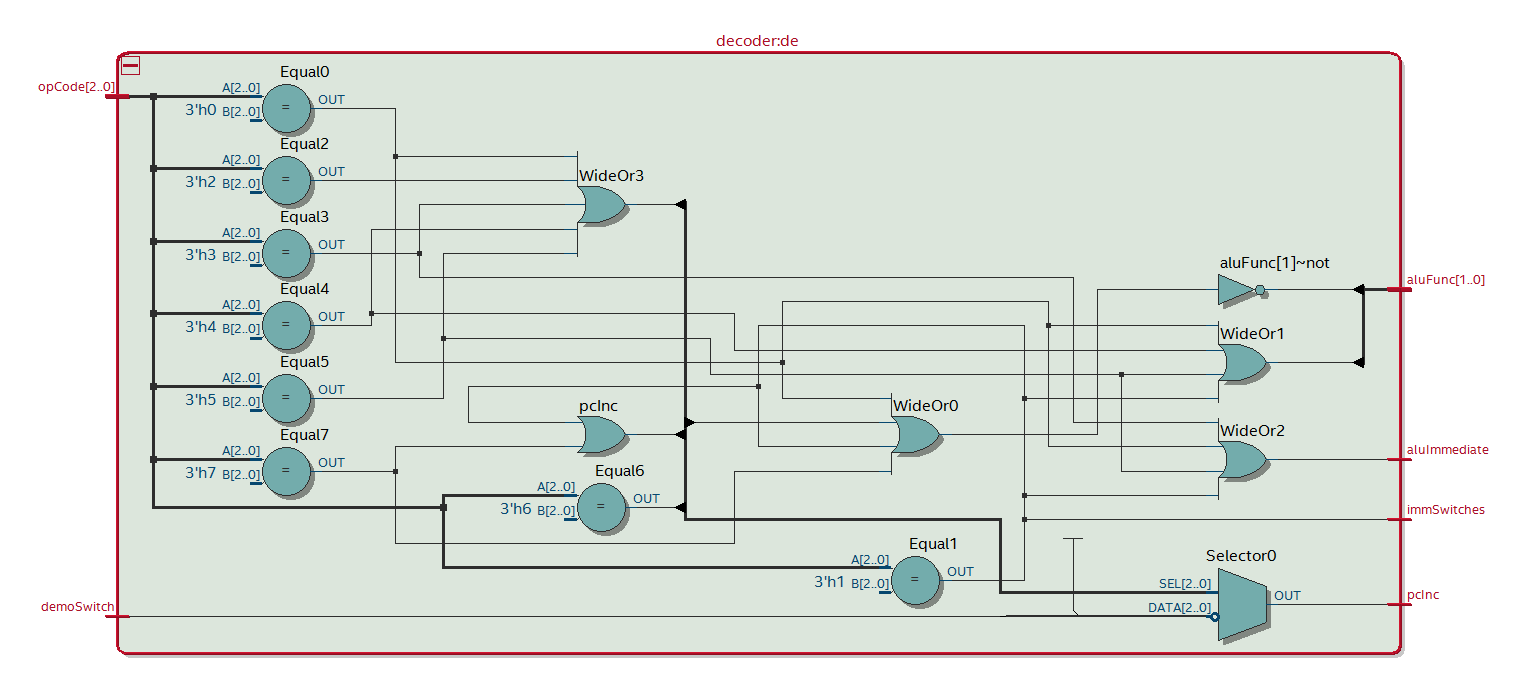 decoder:de
opCode[2..0]
Equal0
A[2..0]
3'h0 B[2..0]
=
OUT
Equal2
A[2..0]
3'h2 B[2..0]
=
OUT
WideOr3
Equal3
A[2..0]
3'h3 B[2..0]
=
OUT
aluFunc[1]~not
aluFunc[1..0]
Equal4
A[2..0]
3'h4 B[2..0]
=
OUT
WideOr1
Equal5
A[2..0]
3'h5 B[2..0]
=
OUT
pcInc
WideOr0
WideOr2
Equal7
A[2..0]
3'h7 B[2..0]
=
OUT
aluImmediate
Equal6
A[2..0]
3'h6 B[2..0]
=
OUT
immSwitches
Equal1
A[2..0]
3'h1 B[2..0]
=
OUT
Selector0
SEL[2..0]
DATA[2..0]
OUT
pcInc
demoSwitch